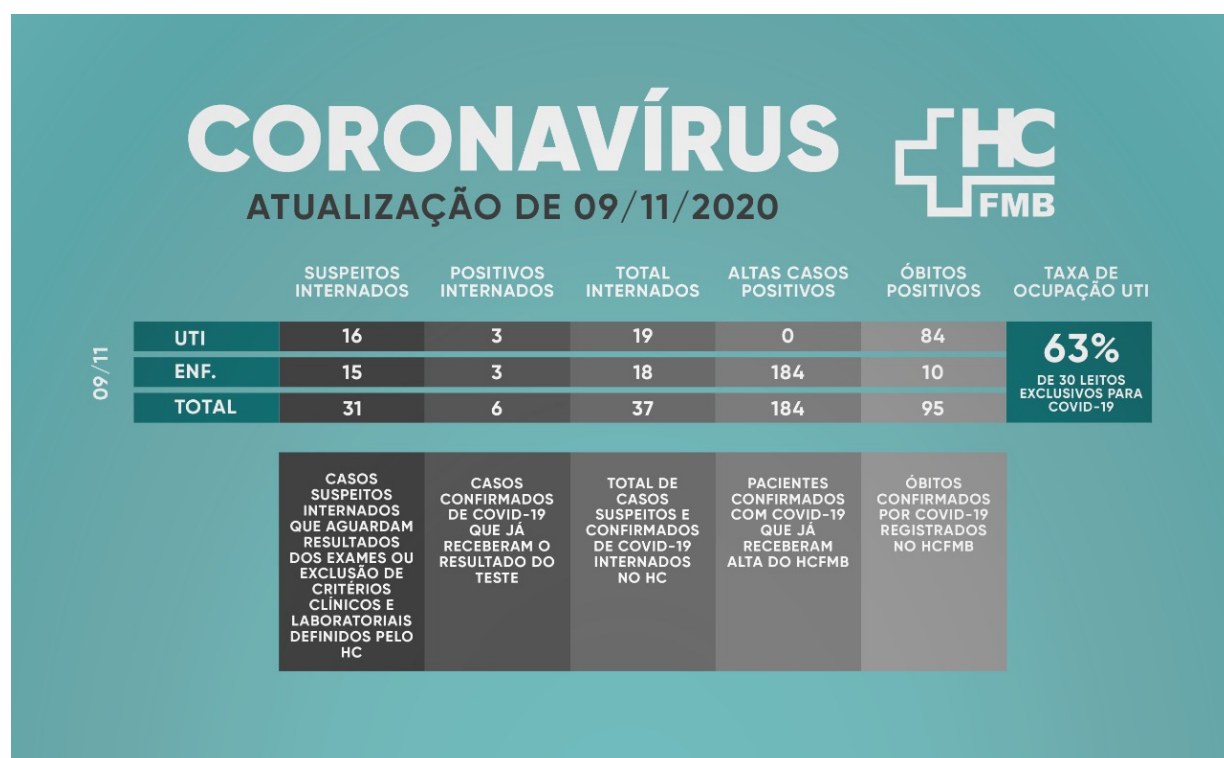 CORONAVÍRUS
ATUALIZAÇÃO DE 09/11/2020
HC
FMB
SUSPEITOS INTERNADOS POSITIVOS INTERNADOS TOTAL INTERNADOS ALTAS CASOS POSITIVOS ÓBITOS POSITIVOS TAXA DE OCUPAÇÃO UTI
09/11
UTI 16 3 19 0 84
ENF. 15 3 18 184 10
TOTAL 31 6 37 184 95
63%
DE 30 LEITOS
EXCLUSIVOS PARA
COVID-19
CASOS
SUSPEITOS
INTERNADOS
QUE AGUARDAM
RESULTADOS
DOS EXAMES OU
EXCLUSÃO DE
CRITÉRIOS
CLÍNICOS E
LABORATORIAIS
DEFINIDOS PELO
HC
CASOS
CONFIRMADOS
DE COVID-19
QUE JÁ
RECEBERAM O
RESULTADO DO
TESTE
TOTAL DE
CASOS
SUSPEITOS E
CONFIRMADOS
DE COVID-19
INTERNADOS
NO HC
PACIENTES
CONFIRMADOS
COM COVID-19
QUE JÁ
RECEBERAM
ALTA DO HCFMB
ÓBITOS
CONFIRMADOS
POR COVID-19
REGISTRADOS
NO HCFMB